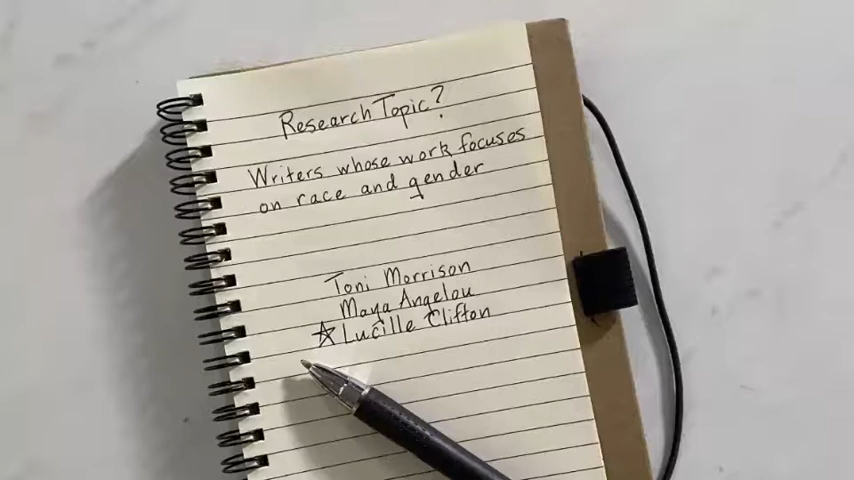 Research Topic?
Writers whose work focuses
on race and gender
Toni Morrison
Maya Angelou
☆ Lucille Clifton